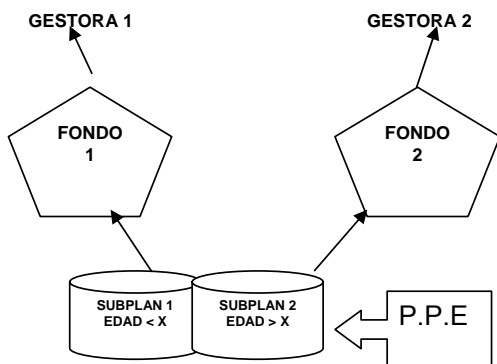 GESTORA 1
GESTORA 2
FONDO
1
FONDO
2
SUBPLAN 1
EDAD < X
SUBPLAN 2
EDAD > X
P.P.E